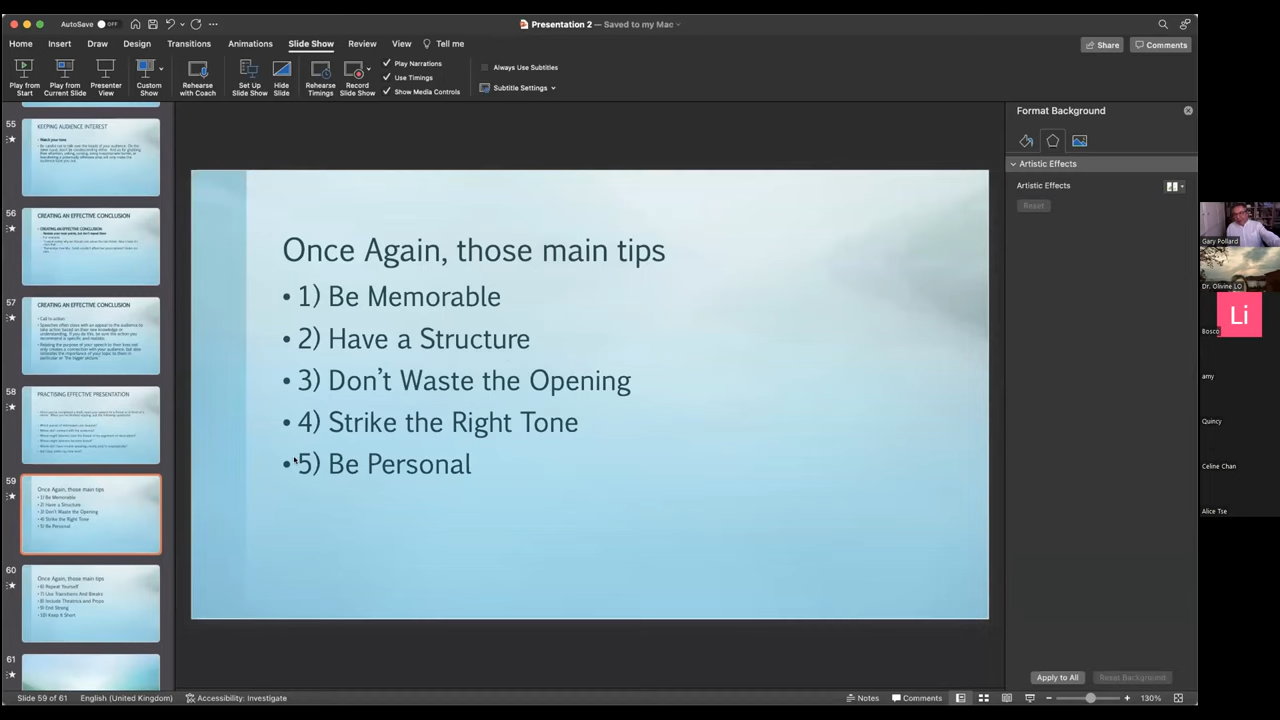 AutoSave OFF
Presentation 2 — Saved to my Mac
Home Insert Draw Design Transitions Animations Slide Show Review View Tell me
Share Comments
Play from Start
Play from Current Slide
Presenter View
Custom Show
Rehearse with Coach
Set Up Slide Show
Hide Slide
Rehearse Timings
Record Slide Show
Play Narrations
Use Timings
Show Media Controls
Always Use Subtitles
Subtitle Settings
55
KEEPING AUDIENCE INTEREST
56
CREATING AN EFFECTIVE CONCLUSION
CREATING AN EFFECTIVE CONCLUSION
57
CREATING AN EFFECTIVE CONCLUSION
• Call to action
58
PRACTISING EFFECTIVE PRESENTATION
59
Once Again, those main tips
• 1) Be Memorable
• 2) Have a Structure
• 3) Don't Waste the Opening
• 4) Strike the Right Tone
• 5) Be Personal
60
Once Again, those main tips
• 6) Repeat Yourself
• 7) Use Transitions And Breaks
• 8) Include Theatrics and Props
• 9) End Strong
• 10) Keep It Short
61
Once Again, those main tips
• 1) Be Memorable
• 2) Have a Structure
• 3) Don't Waste the Opening
• 4) Strike the Right Tone
• 5) Be Personal
Format Background
Artistic Effects
Artistic Effects
Reset
Apply to All
Reset Background
Gary Pollard
Dr. Olivine LO
Li
Bosco
amy
Quincy
Celine Chan
Alice Tse
Slide 59 of 61
English (United Kingdom)
Accessibility: Investigate
Notes
Comments
130%